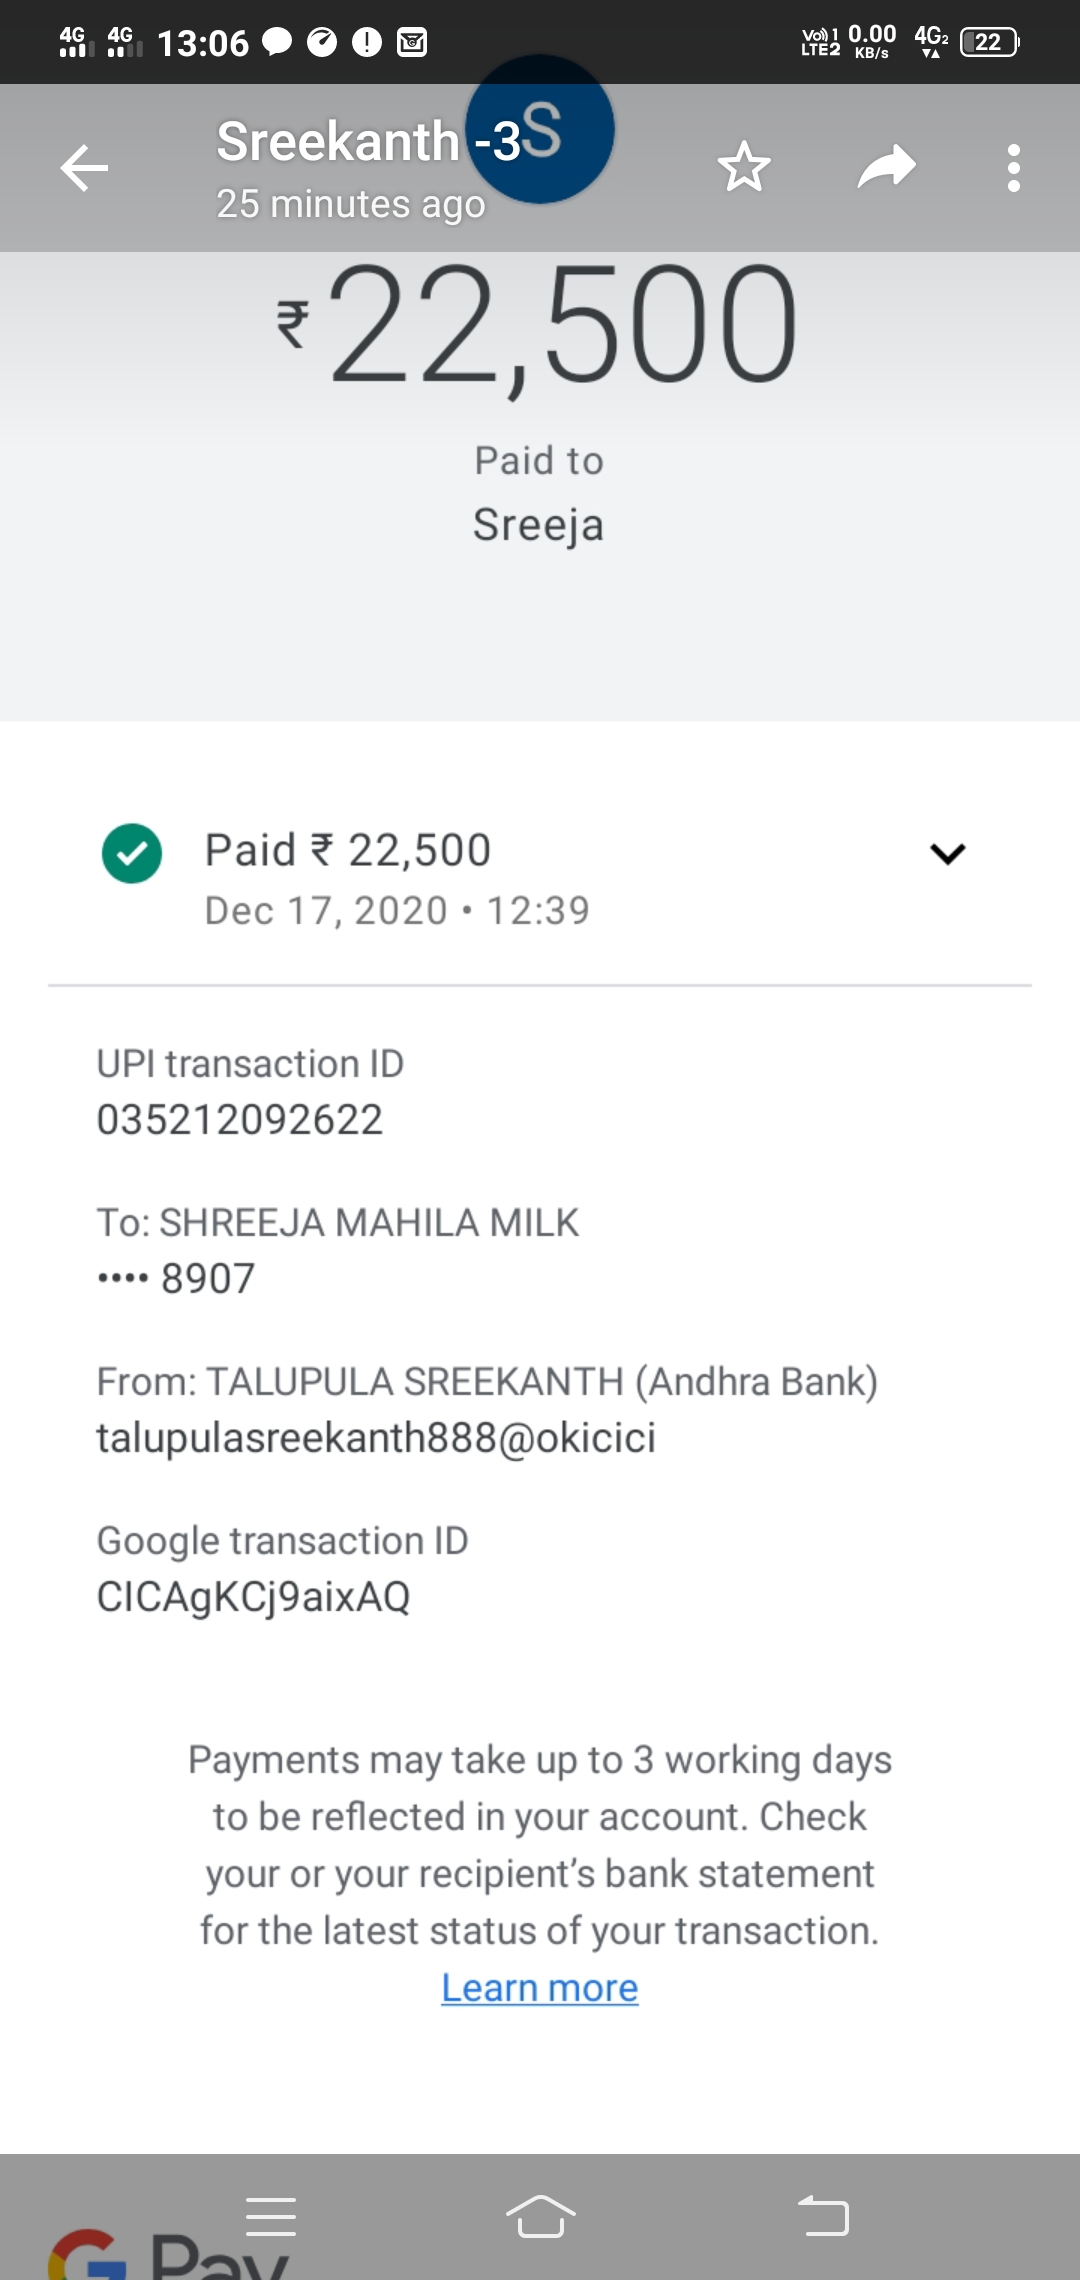 4G 4G 13:06 Vo)) 1 LTE2 0.00 KB/s 4G2 22
Sreekanth -3 S
25 minutes ago
₹22,500
Paid to
Sreeja
Paid ₹ 22,500
Dec 17, 2020 • 12:39
UPI transaction ID
035212092622
To: SHREEJA MAHILA MILK
•••• 8907
From: TALUPULA SREEKANTH (Andhra Bank)
talupulasreekanth888@okicici
Google transaction ID
CICAgKCj9aixAQ
Payments may take up to 3 working days
to be reflected in your account. Check
your or your recipient’s bank statement
for the latest status of your transaction.
Learn more
G Pay